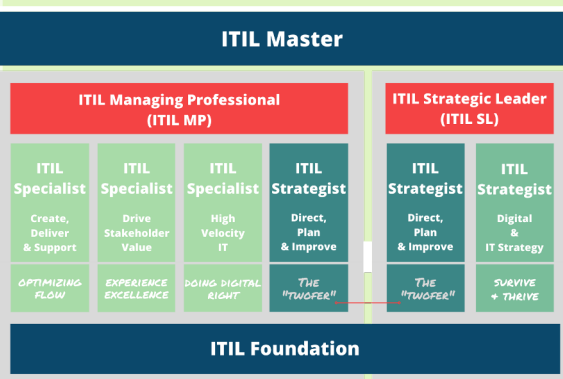 ITIL Master
ITIL Managing Professional
(ITIL MP)
ITIL Strategic Leader
(ITIL SL)
ITIL
Specialist
Create,
Deliver
& Support
OPTIMIZING
FLOW
ITIL
Specialist
Drive
Stakeholder
Value
EXPERIENCE
EXCELLENCE
ITIL
Specialist
High
Velocity
IT
DOING DIGITAL
RIGHT
ITIL
Strategist
Direct,
Plan
& Improve
THE
"TWOFER"
ITIL
Strategist
Direct,
Plan
& Improve
THE
"TWOFER"
ITIL
Strategist
Digital
&
IT Strategy
SURVIVE
& THRIVE
ITIL Foundation